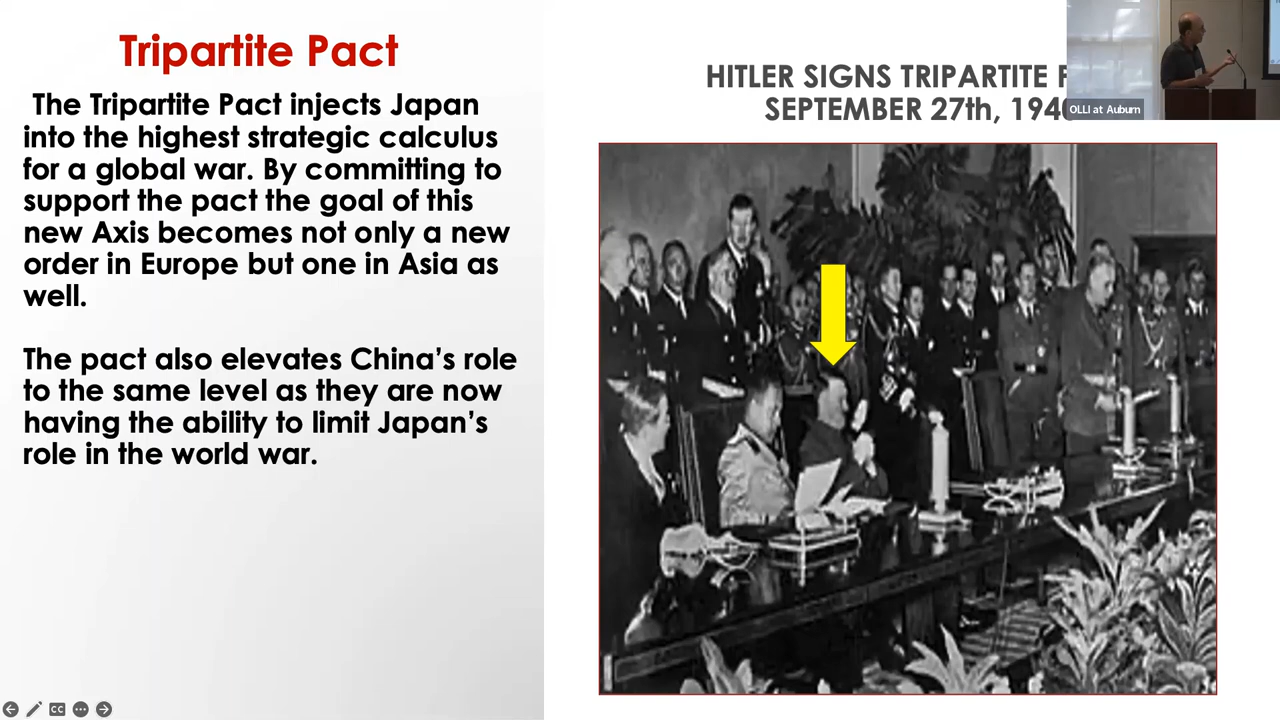 Tripartite Pact
The Tripartite Pact injects Japan
into the highest strategic calculus
for a global war. By committing to
support the pact the goal of this
new Axis becomes not only a new
order in Europe but one in Asia as
well.
The pact also elevates China’s role
to the same level as they are now
having the ability to limit Japan’s
role in the world war.
HITLER SIGNS TRIPARTITE
SEPTEMBER 27th,
OLLI at Auburn
CC